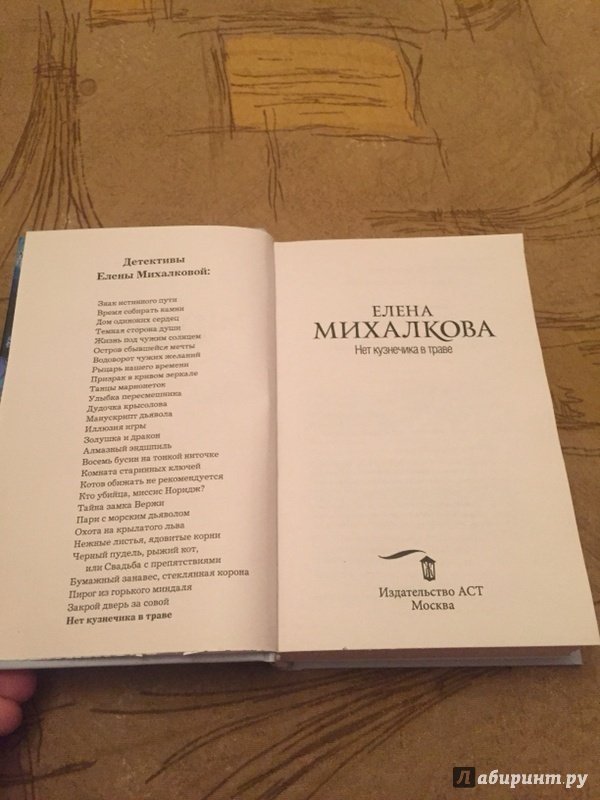 Детективы
Елены Михалковой:
Знак истинного пути
Время собирать камни
Дом одиноких сердец
Темная сторона души
Жизнь под чужим солнцем
Остров сбывшейся мечты
Водоворот чужих желаний
Рыцарь нашего времени
Призрак в кривом зеркале
Танцы марионеток
Улыбка пересмешника
Дудочка крысолова
Манускрипт дьявола
Иллюзия игры
Золушка и дракон
Алмазный эндшпиль
Восемь бусин на тонкой ниточке
Комната старинных ключей
Котов обижать не рекомендуется
Кто убийца, миссис Норидж?
Тайна замка Вержи
Пари с морским дьяволом
Охота на крылатого льва
Нежные листья, ядовитые корни
Черный пудель, рыжий кот,
или Свадьба с препятствиями
Бумажный занавес, стеклянная корона
Пирог из горького миндаля
Закрой дверь за совой
Нет кузнечика в траве
ЕЛЕНА
МИХАЛКОВА
Нет кузнечика в траве
Издательство АСТ
Москва
Лабиринт.ру